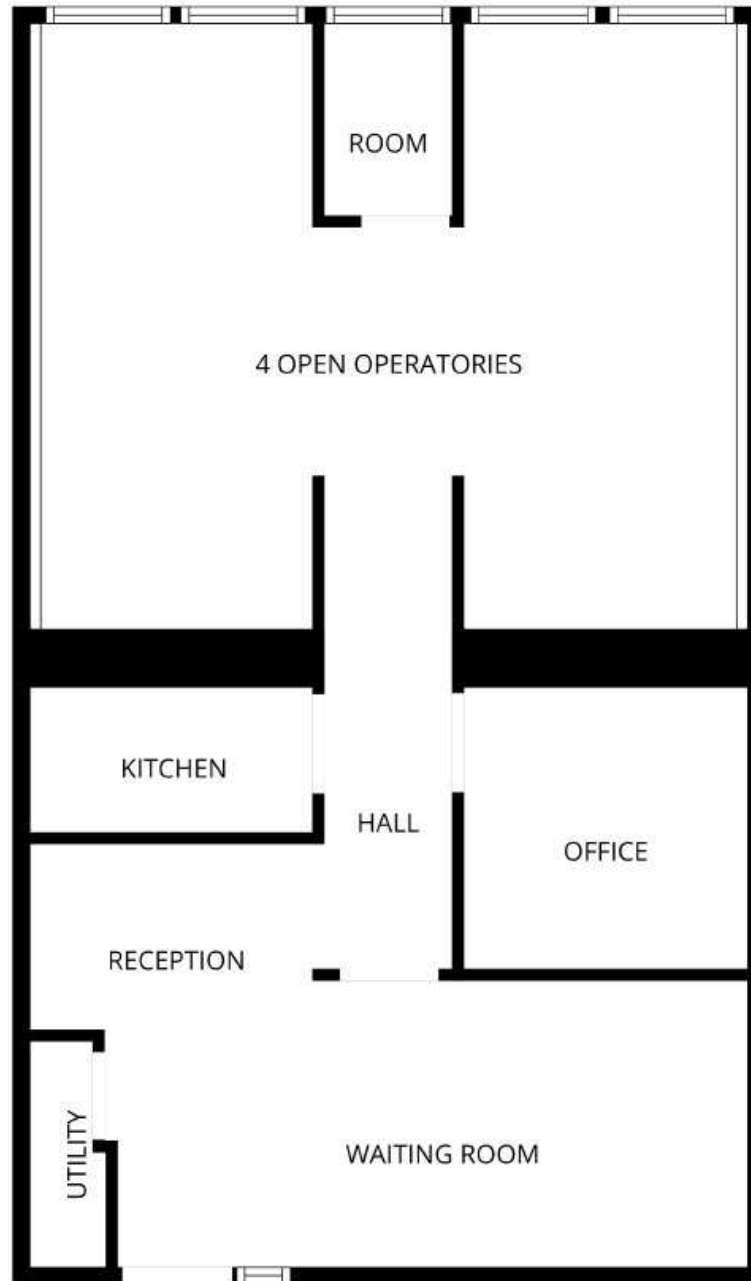 ROOM
4 OPEN OPERATORIES
KITCHEN
HALL
OFFICE
RECEPTION
UTILITY
WAITING ROOM